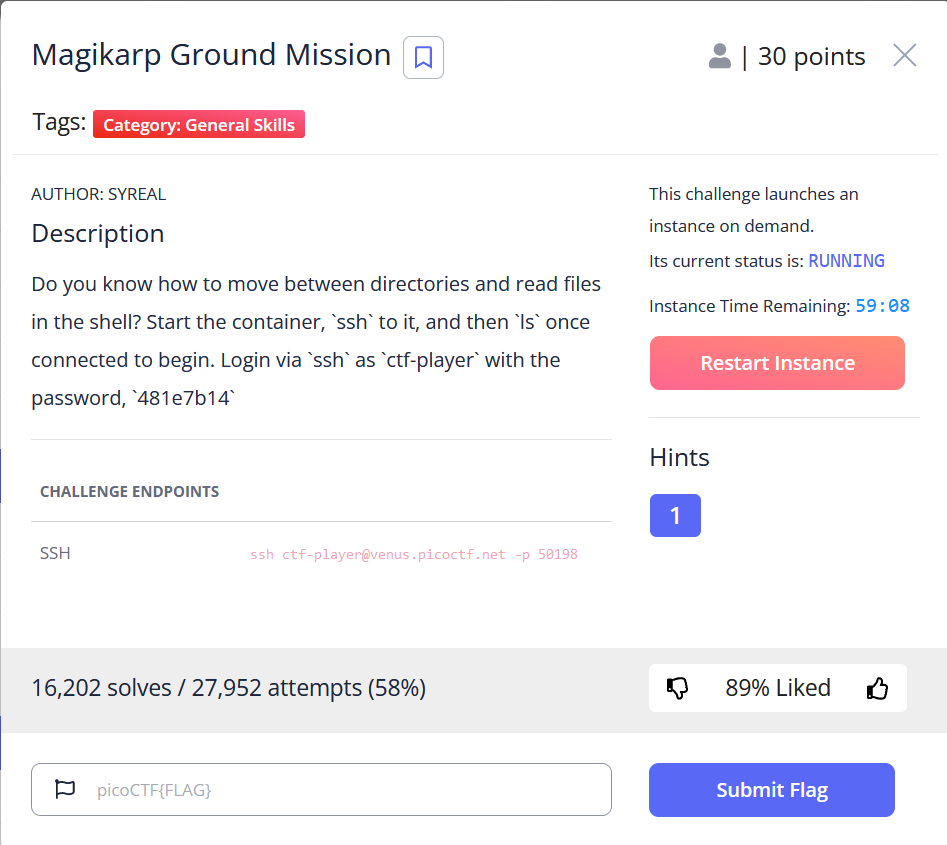 Magikarp Ground Mission
| 30 points
Tags: Category: General Skills
AUTHOR: SYREAL
Description
Do you know how to move between directories and read files
in the shell? Start the container, `ssh` to it, and then `ls` once
connected to begin. Login via `ssh` as `ctf-player` with the
password, `481e7b14`
CHALLENGE ENDPOINTS
SSH ssh ctf-player@venus.picoctf.net -p 50198
This challenge launches an
instance on demand.
Its current status is: RUNNING
Instance Time Remaining: 59:08
Restart Instance
Hints
1
16,202 solves / 27,952 attempts (58%)
89% Liked
picoCTF{FLAG}
Submit Flag